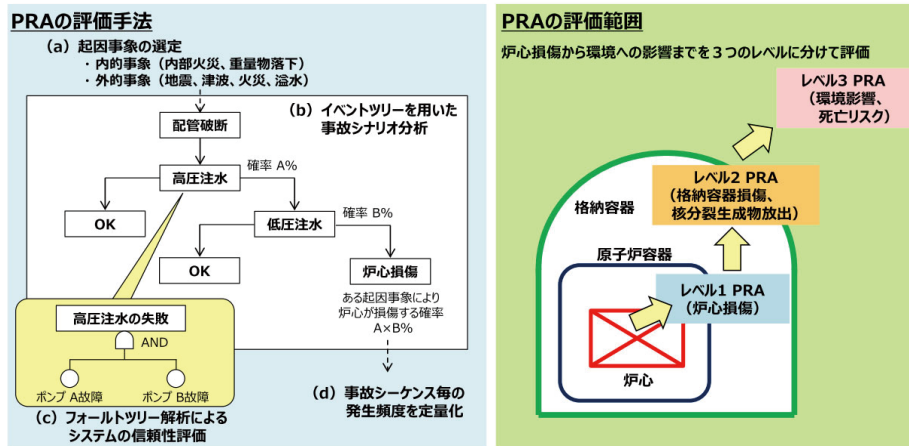 PRAの評価手法
(a) 起因事象の選定
・内的事象（内部火災、重量物落下）
・外的事象（地震、津波、火災、溢水）
(b) イベントツリーを用いた
事故シナリオ分析
配管破断
高圧注水
確率 A%
OK
低圧注水
確率 B%
OK
炉心損傷
ある起因事象により
炉心が損傷する確率
A×B%
高圧注水の失敗
AND
ポンプ A故障
ポンプ B故障
(c) フォールトツリー解析による
システムの信頼性評価
(d) 事故シーケンス毎の
発生頻度を定量化
PRAの評価範囲
炉心損傷から環境への影響までを３つのレベルに分けて評価
レベル3 PRA
（環境影響、
死亡リスク）
レベル2 PRA
（格納容器損傷、
核分裂生成物放出）
格納容器
原子炉容器
レベル1 PRA
（炉心損傷）
炉心